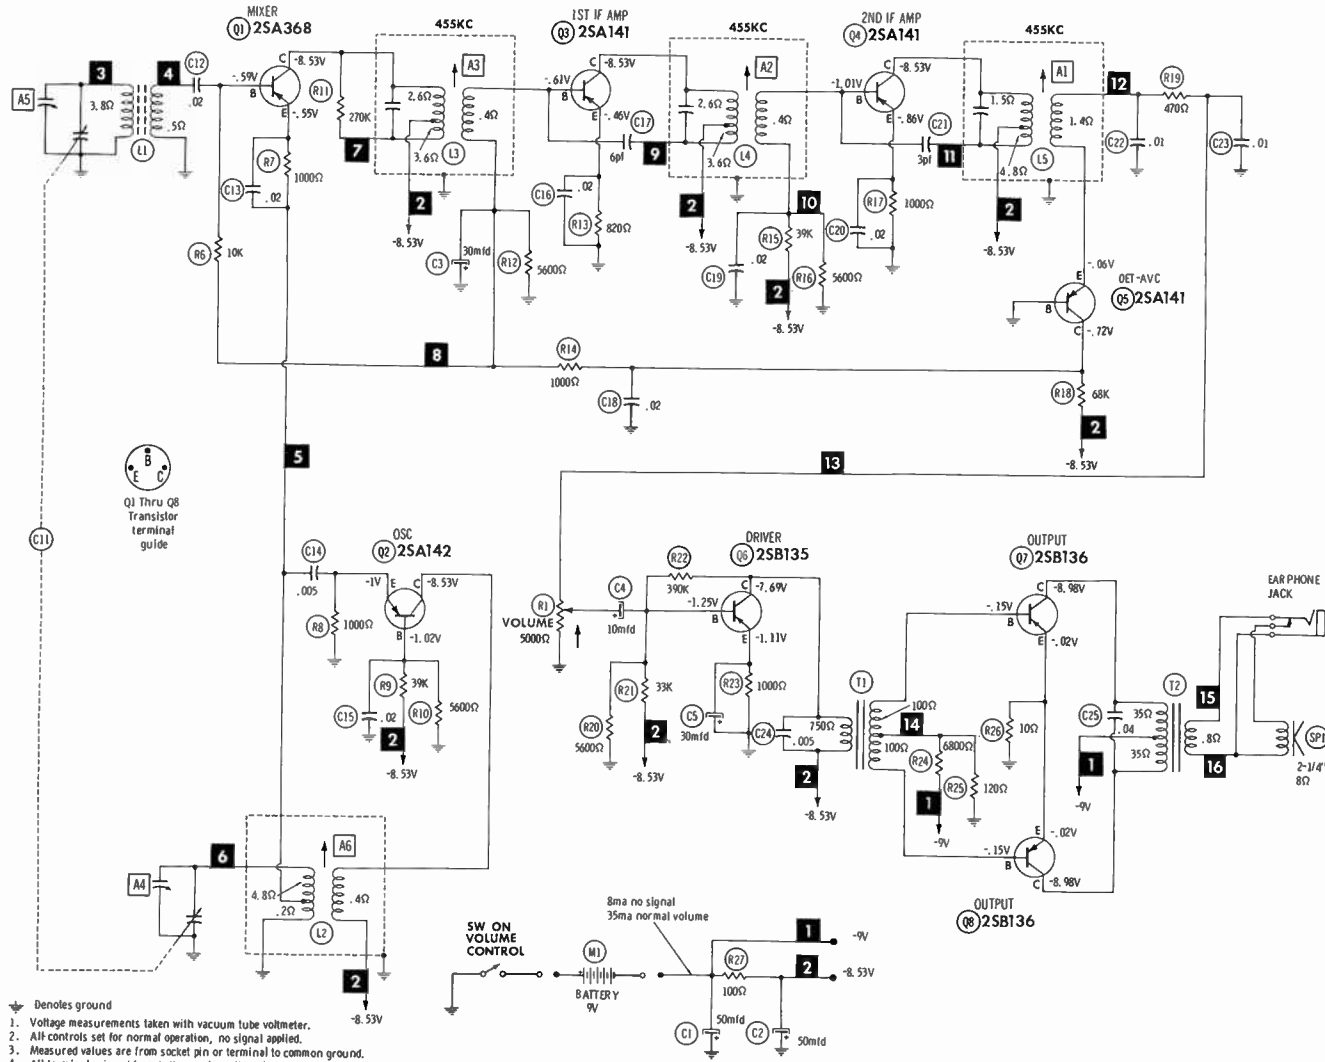 MIXER
Q1 2SA368
455KC
1ST IF AMP
Q3 2SA141
455KC
2ND IF AMP
Q4 2SA141
455KC
A5
3
3.8Ω
L1
4
.5Ω
C12
.02
-.59V
B
C
-8.53V
E
-.55V
R11
270K
7
2.6Ω
3.6Ω
A3
L3
.4Ω
2
-8.53V
R7
1000Ω
C13
.02
R6
10K
C3
30mfd
R12
5600Ω
-.61V
B
C
-8.53V
E
-.46V
C17
6pf
9
C16
.02
R13
820Ω
2.6Ω
3.6Ω
A2
L4
.4Ω
2
-8.53V
10
R15
39K
C19
.02
R16
5600Ω
2
-8.53V
-1.01V
B
C
-8.53V
E
-.86V
C21
3pf
11
R17
1000Ω
C20
.02
1.5Ω
4.8Ω
A1
L5
1.4Ω
2
-8.53V
12
R19
470Ω
C22
.01
C23
.01
-.06V
E
DET-AVC
Q5 2SA141
B
C
-.72V
8
R14
1000Ω
C18
.02
R18
68K
2
-8.53V
B
E C
Q1 Thru Q8
Transistor
terminal
guide
5
13
C11
OSC
Q2 2SA142
C14
.005
-1V
E
C
-8.53V
B
-1.02V
R8
1000Ω
R9
39K
C15
.02
R10
5600Ω
2
-8.53V
R1
VOLUME
5000Ω
C4
10mfd
R22
390K
DRIVER
Q6 2SB135
-1.25V
B
C
-7.69V
E
-1.11V
R20
5600Ω
R21
33K
2
-8.53V
R23
1000Ω
C5
30mfd
C24
.005
750Ω
2
-8.53V
T1
100Ω
14
100Ω
6800Ω
R24
R25
120Ω
1
-9V
OUTPUT
Q7 2SB136
-.15V
B
C
-8.98V
E
-.02V
R26
10Ω
C25
.04
35Ω
35Ω
T2
1
-9V
.8Ω
15
16
EARPHONE
JACK
2-1/4"
8Ω
E
-.02V
-.15V
B
C
-8.98V
OUTPUT
Q8 2SB136
A4
6
4.8Ω
.2Ω
A6
L2
.4Ω
2
-8.53V
SW ON
VOLUME
CONTROL
M1
BATTERY
9V
8ma no signal
35ma normal volume
1
-9V
R27
100Ω
2
-8.53V
C1
50mfd
C2
50mfd
Denotes ground
1. Voltage measurements taken with vacuum tube voltmeter.
2. All controls set for normal operation, no signal applied.
3. Measured values are from socket pin or terminal to common ground.